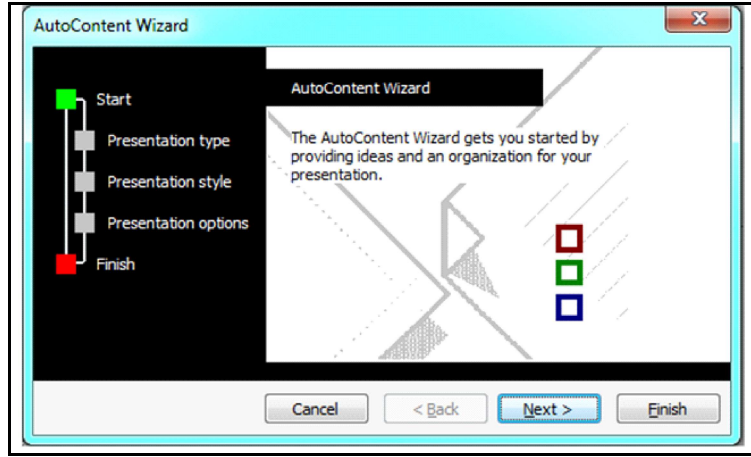 AutoContent Wizard
Start
Presentation type
Presentation style
Presentation options
Finish
AutoContent Wizard
The AutoContent Wizard gets you started by
providing ideas and an organization for your
presentation.
Cancel
< Back
Next >
Finish